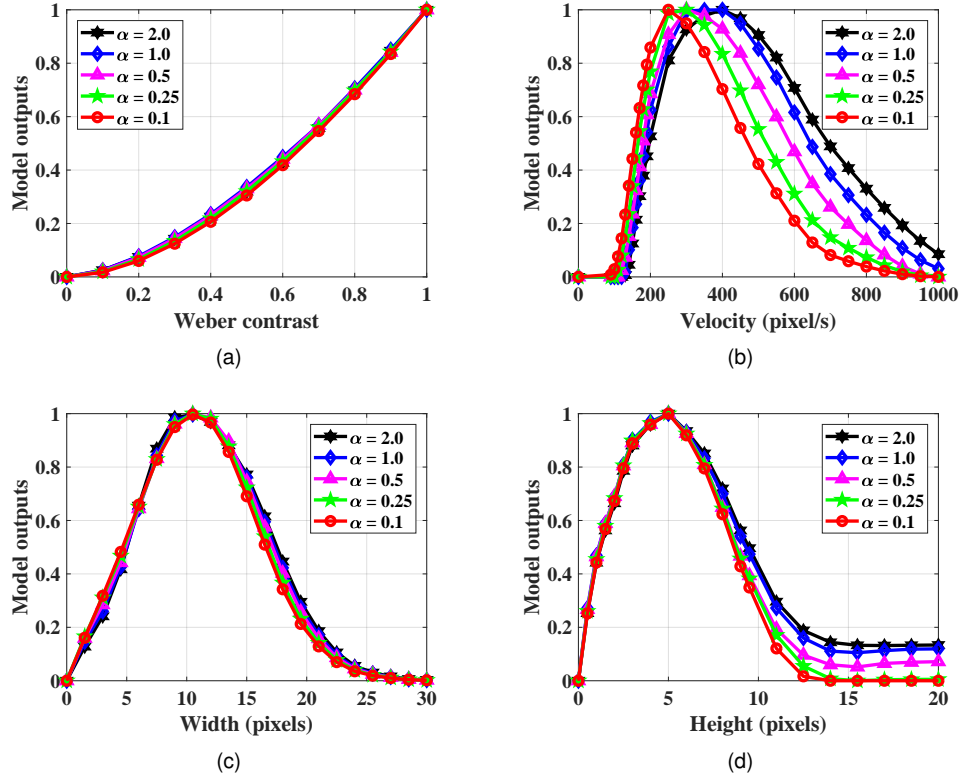 Model outputs
1
0.8
0.6
0.4
0.2
0
α = 2.0
α = 1.0
α = 0.5
α = 0.25
α = 0.1
0 0.2 0.4 0.6 0.8 1
Weber contrast
(a)
Model outputs
1
0.8
0.6
0.4
0.2
0
α = 2.0
α = 1.0
α = 0.5
α = 0.25
α = 0.1
0 200 400 600 800 1000
Velocity (pixel/s)
(b)
Model outputs
1
0.8
0.6
0.4
0.2
0
α = 2.0
α = 1.0
α = 0.5
α = 0.25
α = 0.1
0 5 10 15 20 25 30
Width (pixels)
(c)
Model outputs
1
0.8
0.6
0.4
0.2
0
α = 2.0
α = 1.0
α = 0.5
α = 0.25
α = 0.1
0 5 10 15 20
Height (pixels)
(d)